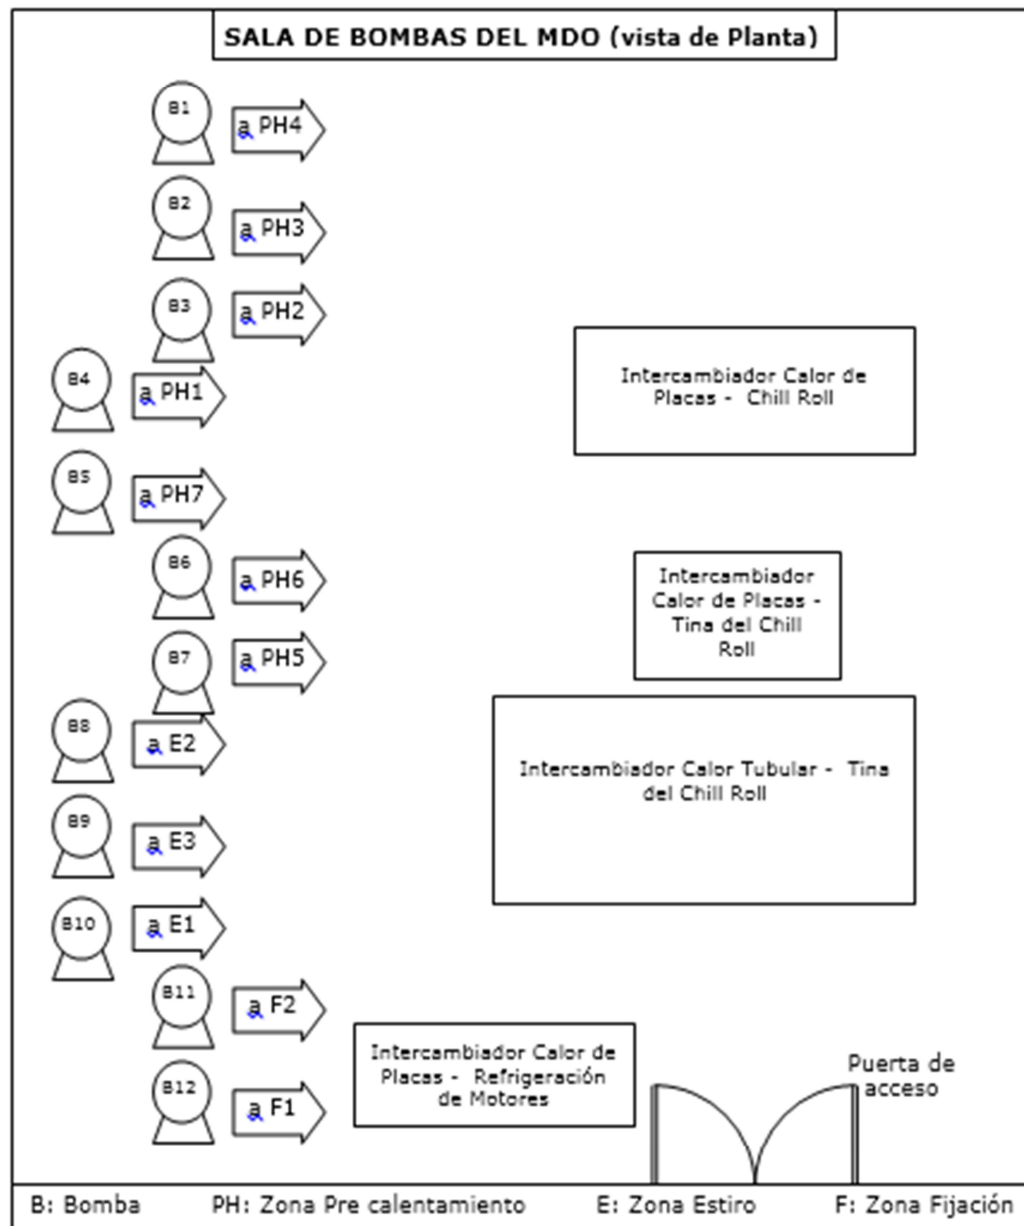 SALA DE BOMBAS DEL MDO (vista de Planta)
B1
a PH4
B2
a PH3
B3
a PH2
B4
a PH1
B5
a PH7
B6
a PH6
B7
a PH5
B8
a E2
B9
a E3
B10
a E1
B11
a F2
B12
a F1
Intercambiador Calor de
Placas - Chill Roll
Intercambiador
Calor de Placas -
Tina del Chill
Roll
Intercambiador Calor Tubular - Tina
del Chill Roll
Intercambiador Calor de
Placas - Refrigeración
de Motores
Puerta de
acceso
B: Bomba PH: Zona Pre calentamiento E: Zona Estiro F: Zona Fijación